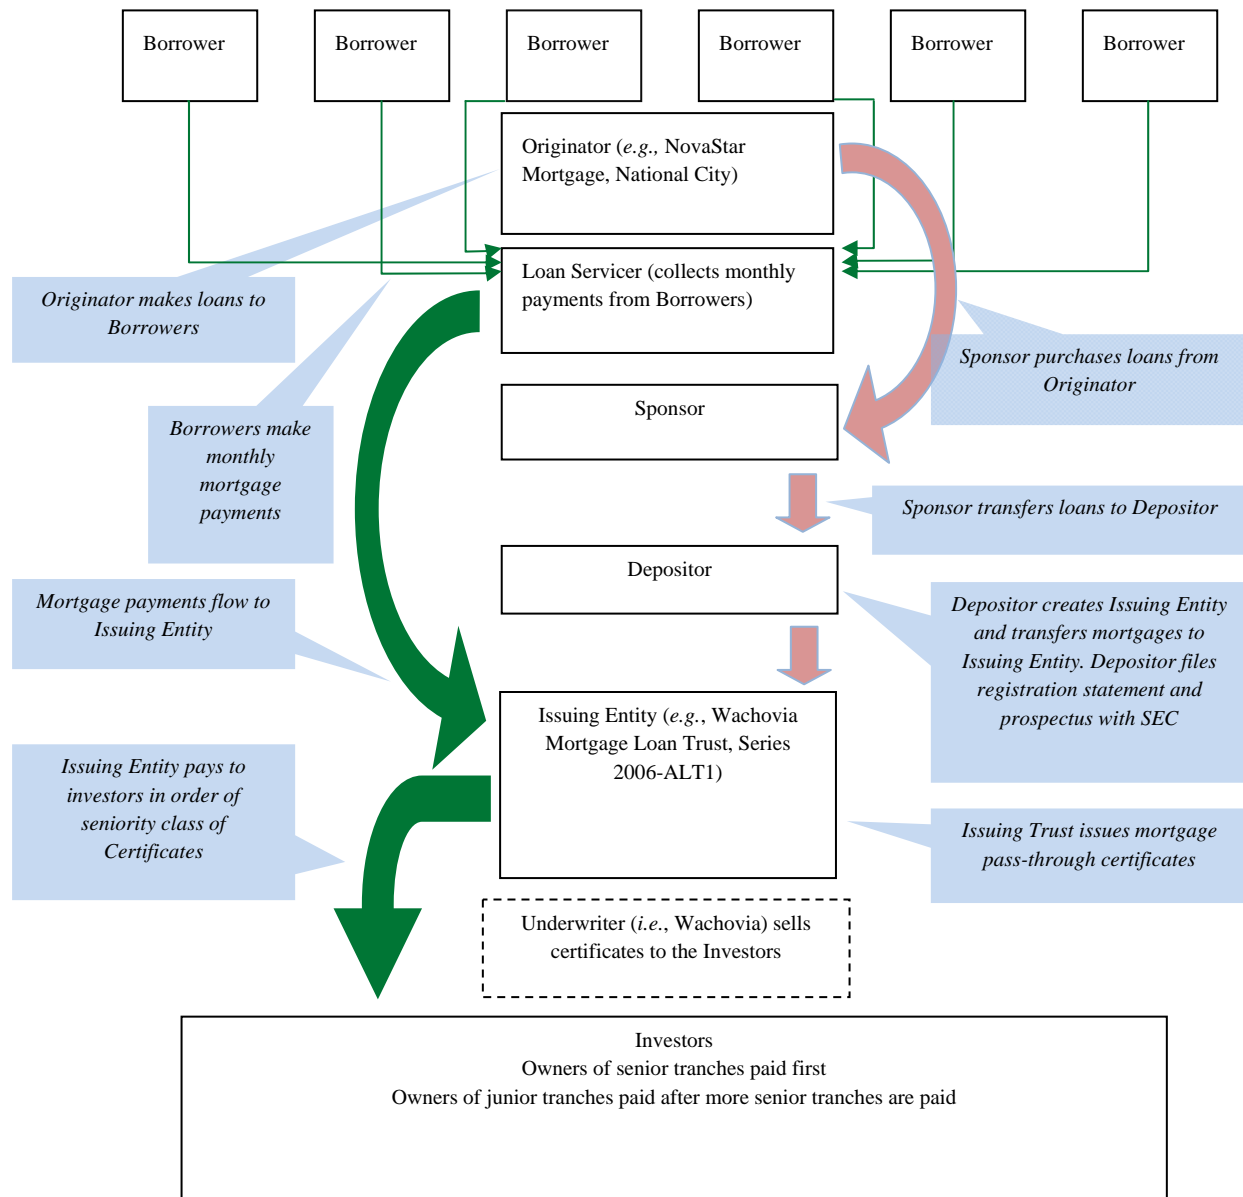 Borrower
Borrower
Borrower
Borrower
Borrower
Borrower
Originator (e.g., NovaStar
Mortgage, National City)
Loan Servicer (collects monthly
payments from Borrowers)
Originator makes loans to
Borrowers
Sponsor purchases loans from
Originator
Sponsor
Borrowers make
monthly
mortgage
payments
Sponsor transfers loans to Depositor
Depositor
Mortgage payments flow to
Issuing Entity
Depositor creates Issuing Entity
and transfers mortgages to
Issuing Entity. Depositor files
registration statement and
prospectus with SEC
Issuing Entity (e.g., Wachovia
Mortgage Loan Trust, Series
2006-ALT1)
Issuing Entity pays to
investors in order of
seniority class of
Certificates
Issuing Trust issues mortgage
pass-through certificates
Underwriter (i.e., Wachovia) sells
certificates to the Investors
Investors
Owners of senior tranches paid first
Owners of junior tranches paid after more senior tranches are paid